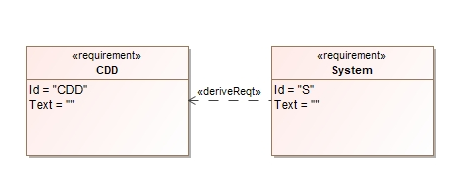 «requirement»
CDD
Id = "CDD"
Text = ""
«deriveReqt»
«requirement»
System
Id = "S"
Text = ""